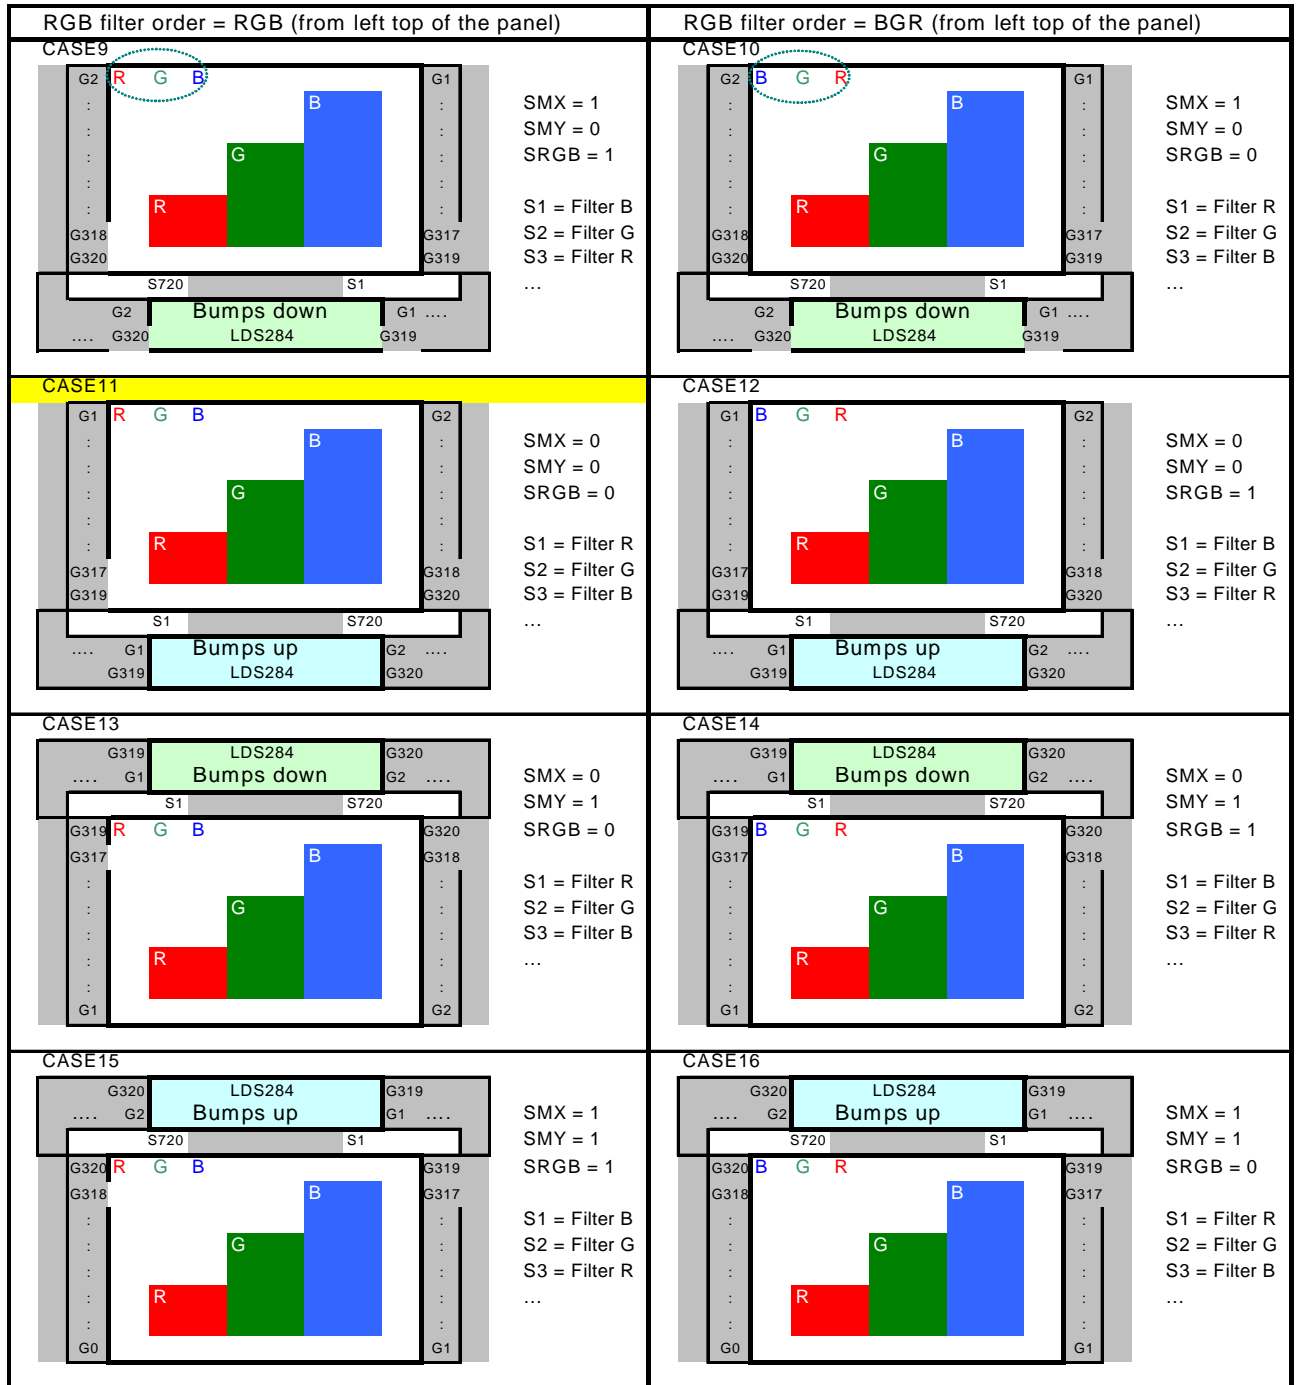 RGB filter order = RGB (from left top of the panel)
RGB filter order = BGR (from left top of the panel)
CASE9
G2 R G B G1
: :
: :
: :
: :
: :
G318 G317
G320 G319
B
G
R
S720 S1
G2 Bumps down G1 ....
.... G320 LDS284 G319
SMX = 1
SMY = 0
SRGB = 1
S1 = Filter B
S2 = Filter G
S3 = Filter R
...
CASE10
G2 B G R G1
: :
: :
: :
: :
: :
G318 G317
G320 G319
B
G
R
S720 S1
G2 Bumps down G1 ....
.... G320 LDS284 G319
SMX = 1
SMY = 0
SRGB = 0
S1 = Filter R
S2 = Filter G
S3 = Filter B
...
CASE11
G1 R G B G2
: :
: :
: :
: :
: :
G317 G318
G319 G320
B
G
R
S1 S720
.... G1 Bumps up G2 ....
G319 LDS284 G320
SMX = 0
SMY = 0
SRGB = 0
S1 = Filter R
S2 = Filter G
S3 = Filter B
...
CASE12
G1 B G R G2
: :
: :
: :
: :
: :
G317 G318
G319 G320
B
G
R
S1 S720
.... G1 Bumps up G2 ....
G319 LDS284 G320
SMX = 0
SMY = 0
SRGB = 1
S1 = Filter B
S2 = Filter G
S3 = Filter R
...
CASE13
G319 LDS284 G320
.... G1 Bumps down G2 ....
S1 S720
G319 R G B G320
G317 G318
: :
: :
: :
: :
: :
G1 G2
B
G
R
SMX = 0
SMY = 1
SRGB = 0
S1 = Filter R
S2 = Filter G
S3 = Filter B
...
CASE14
G319 LDS284 G320
.... G1 Bumps down G2 ....
S1 S720
G319 B G R G320
G317 G318
: :
: :
: :
: :
: :
G1 G2
B
G
R
SMX = 0
SMY = 1
SRGB = 1
S1 = Filter B
S2 = Filter G
S3 = Filter R
...
CASE15
G320 LDS284 G319
.... G2 Bumps up G1 ....
S720 S1
G320 R G B G319
G318 G317
: :
: :
: :
: :
: :
G0 G1
B
G
R
SMX = 1
SMY = 1
SRGB = 1
S1 = Filter B
S2 = Filter G
S3 = Filter R
...
CASE16
G320 LDS284 G319
.... G2 Bumps up G1 ....
S720 S1
G320 B G R G319
G318 G317
: :
: :
: :
: :
: :
G0 G1
B
G
R
SMX = 1
SMY = 1
SRGB = 0
S1 = Filter R
S2 = Filter G
S3 = Filter B
...